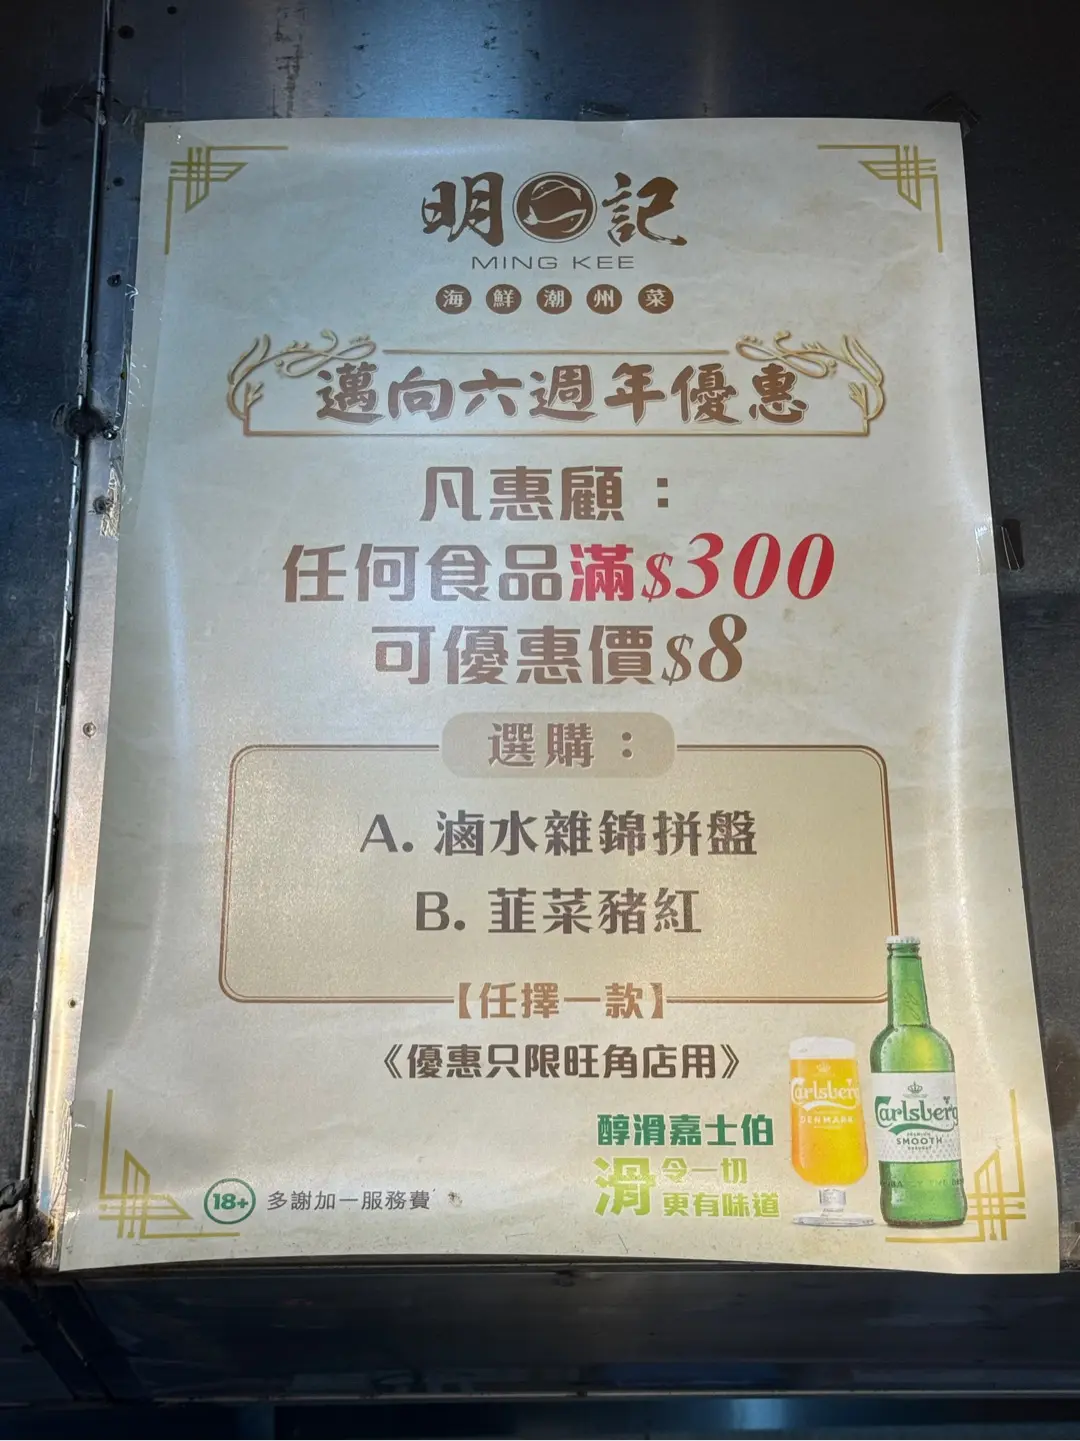 明記
MING KEE
海鮮潮州菜
邁向六週年優惠
凡惠顧：
任何食品滿$300
可優惠價$8
選購：
A. 滷水雜錦拼盤
B. 韮菜豬紅
【任擇一款】
《優惠只限旺角店用》
醇滑嘉士伯
滑令一切
更有味道
Carlsberg
DENMARK
Carlsberg
SMOOTH
18+ 多謝加一服務費